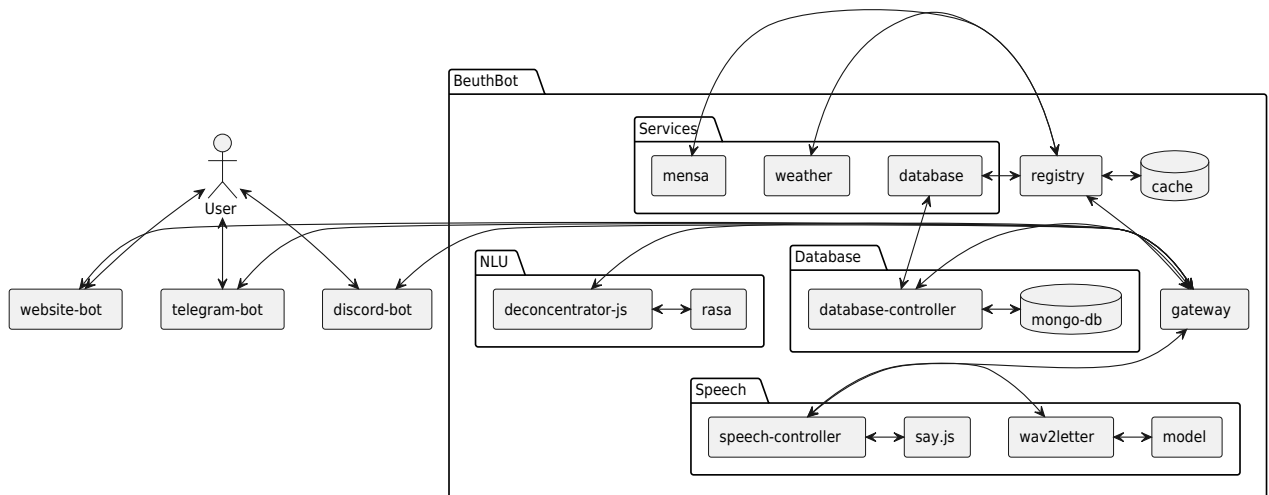 BeuthBot
Services
mensa
weather
database
registry
cache
User
NLU
Database
website-bot
telegram-bot
discord-bot
deconcentrator-js
rasa
database-controller
mongo-db
gateway
Speech
speech-controller
say.js
wav2letter
model